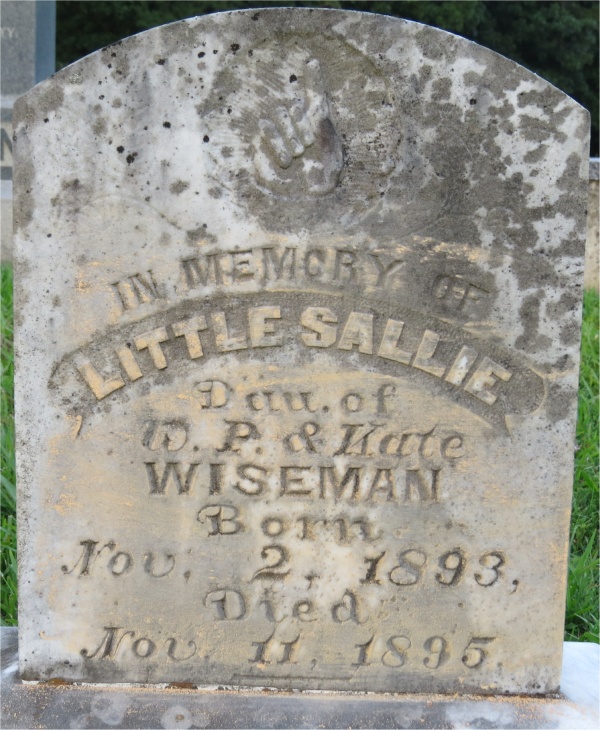 IN MEMORY OF
LITTLE SALLIE
Dau. of
D. P. & Kate
WISEMAN
Born
Nov. 2, 1893,
Died
Nov. 11, 1895.